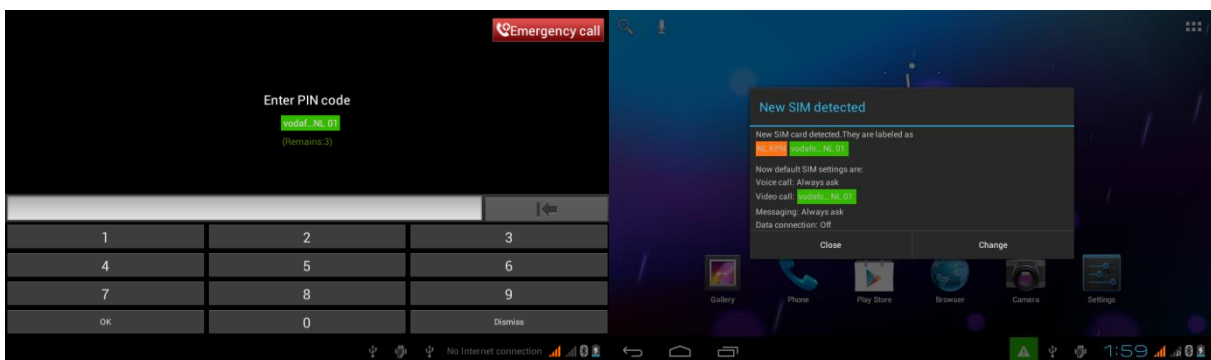 Emergency call
Enter PIN code
vodaf...NL 01
(Remains:3)
1 2 3
4 5 6
7 8 9
OK 0 Dismiss
No Internet connection
New SIM detected
New SIM card detected.They are labeled as
NL KPN vodafo... NL 01
Now default SIM settings are:
Voice call: Always ask
Video call: vodafo... NL 01
Messaging: Always ask
Data connection: Off
Close Change
Gallery Phone Play Store Browser Camera Settings
1:59